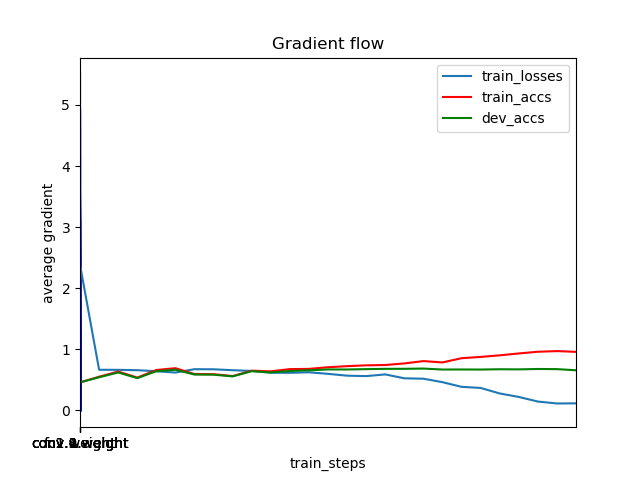 Gradient flow
train_losses
train_accs
dev_accs
average gradient
5
4
3
2
1
0
train_steps